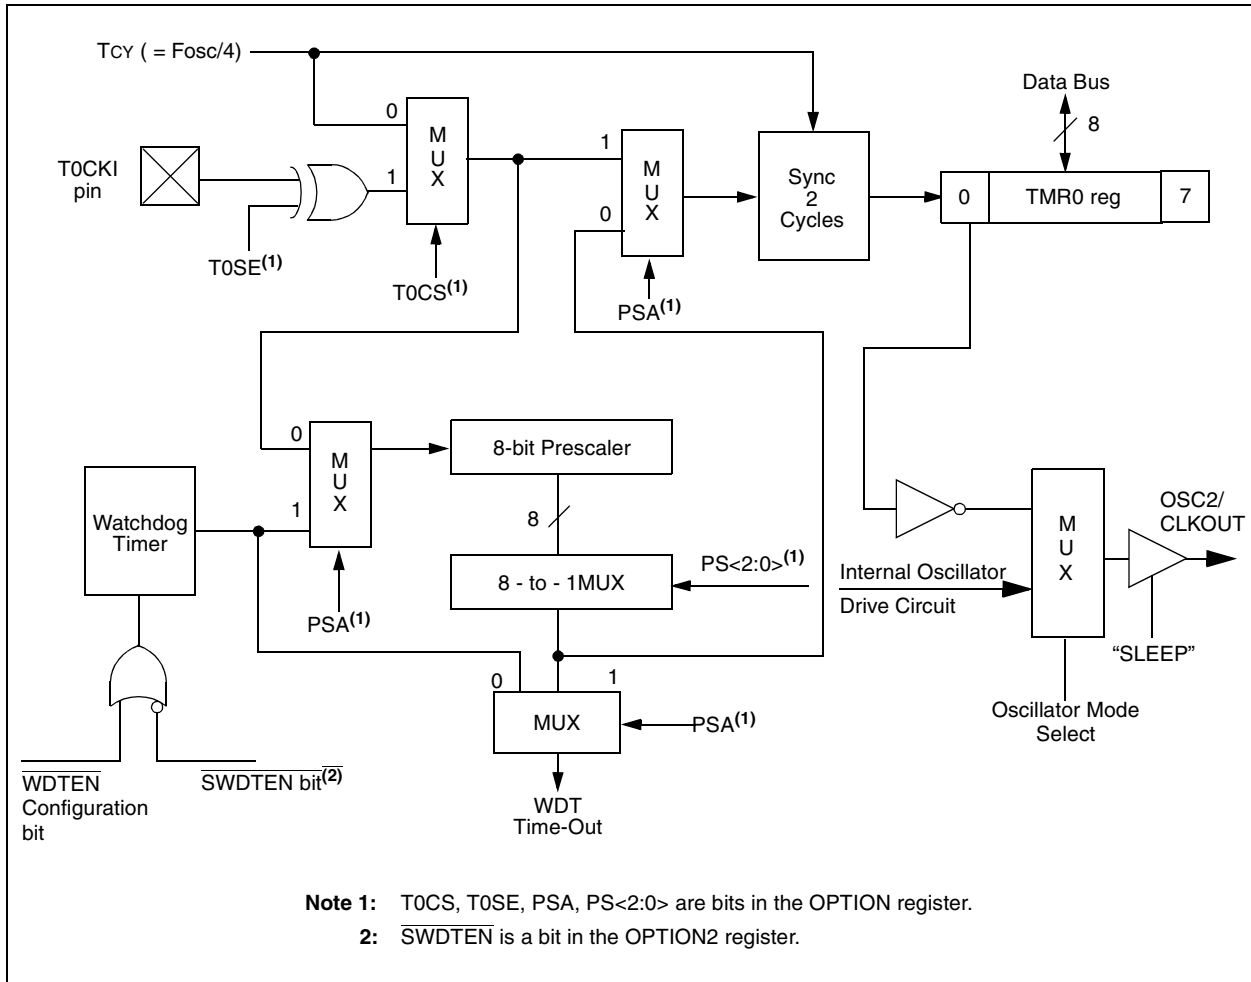 TCY ( = Fosc/4)
Data Bus
8
T0CKI
pin
0
1
M
U
X
1
0
M
U
X
Sync
2
Cycles
0
TMR0 reg
7
T0SE(1)
T0CS(1)
PSA(1)
0
1
M
U
X
8-bit Prescaler
Watchdog
Timer
8
PS<2:0>(1)
8 - to - 1MUX
PSA(1)
M
U
X
OSC2/
CLKOUT
Internal Oscillator
Drive Circuit
"SLEEP"
Oscillator Mode
Select
0
1
MUX
PSA(1)
WDTEN
Configuration
bit
SWDTEN bit(2)
WDT
Time-Out
Note 1: T0CS, T0SE, PSA, PS<2:0> are bits in the OPTION register.
2: SWDTEN is a bit in the OPTION2 register.